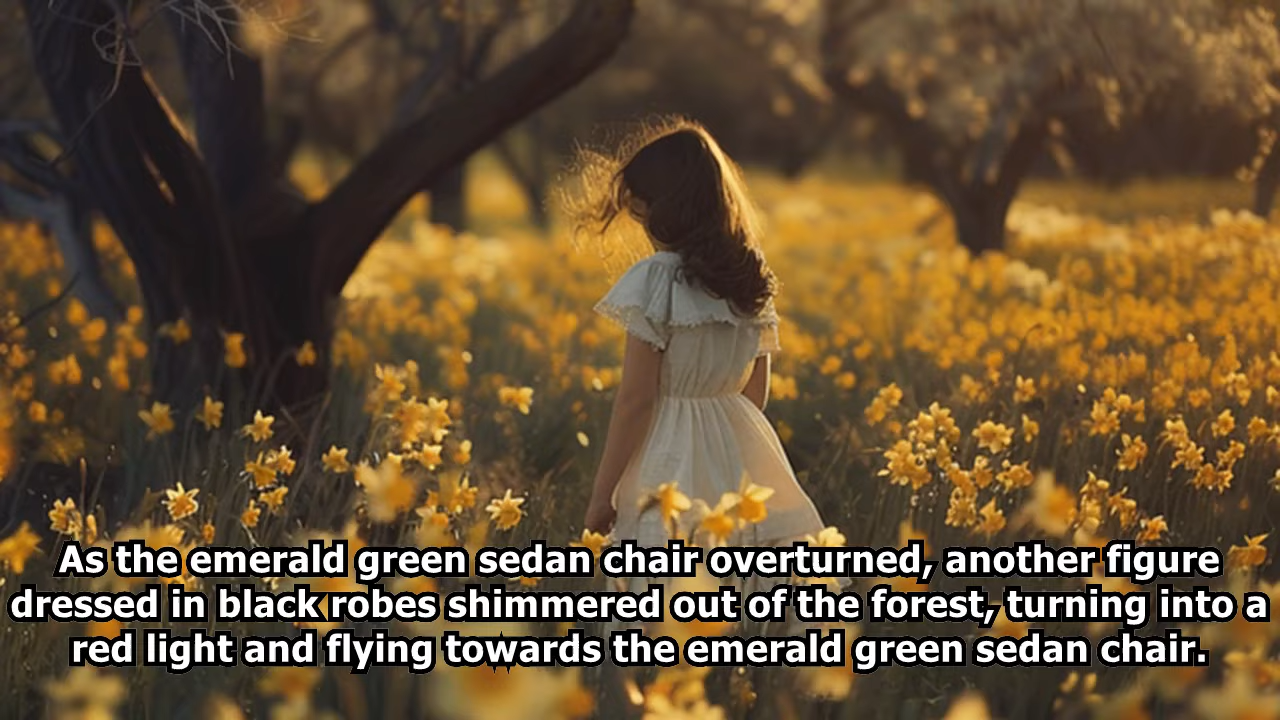 As the emerald green sedan chair overturned, another figure
dressed in black robes shimmered out of the forest, turning into a
red light and flying towards the emerald green sedan chair.